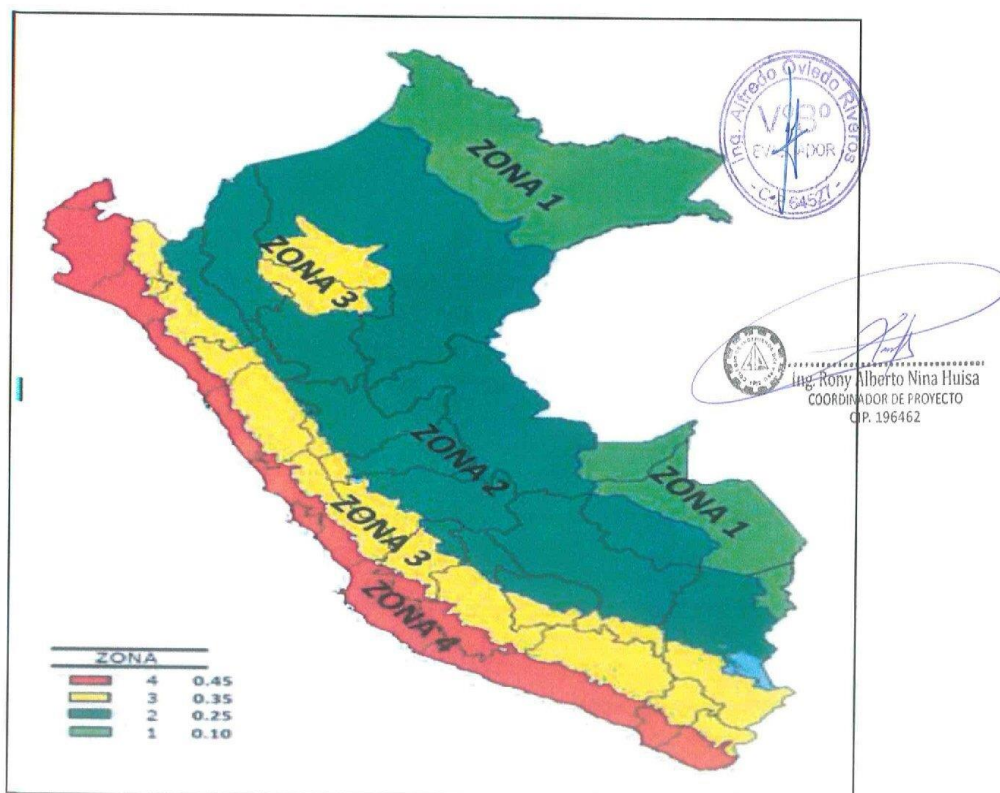 ZONA 1
ZONA 3
ZONA 2
ZONA 1
ZONA 3
ZONA 4
ZONA
4 0.45
3 0.35
2 0.25
1 0.10
Ing. Alfredo Oviedo Riveros
V°B°
EVALUADOR
- CIP 64527 -
Ing. Rony Alberto Nina Huisa
COORDINADOR DE PROYECTO
CIP. 196462